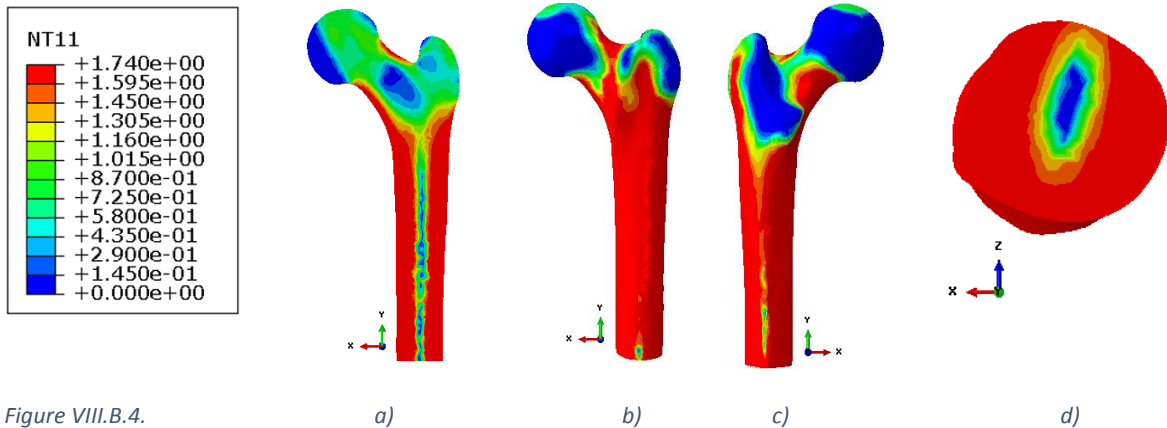 NT11
+1.740e+00
+1.595e+00
+1.450e+00
+1.305e+00
+1.160e+00
+1.015e+00
+8.700e-01
+7.250e-01
+5.800e-01
+4.350e-01
+2.900e-01
+1.450e-01
+0.000e+00
Y
X
Y
X
Y
X
Z
X
Y
Figure VIII.B.4. a) b) c) d)